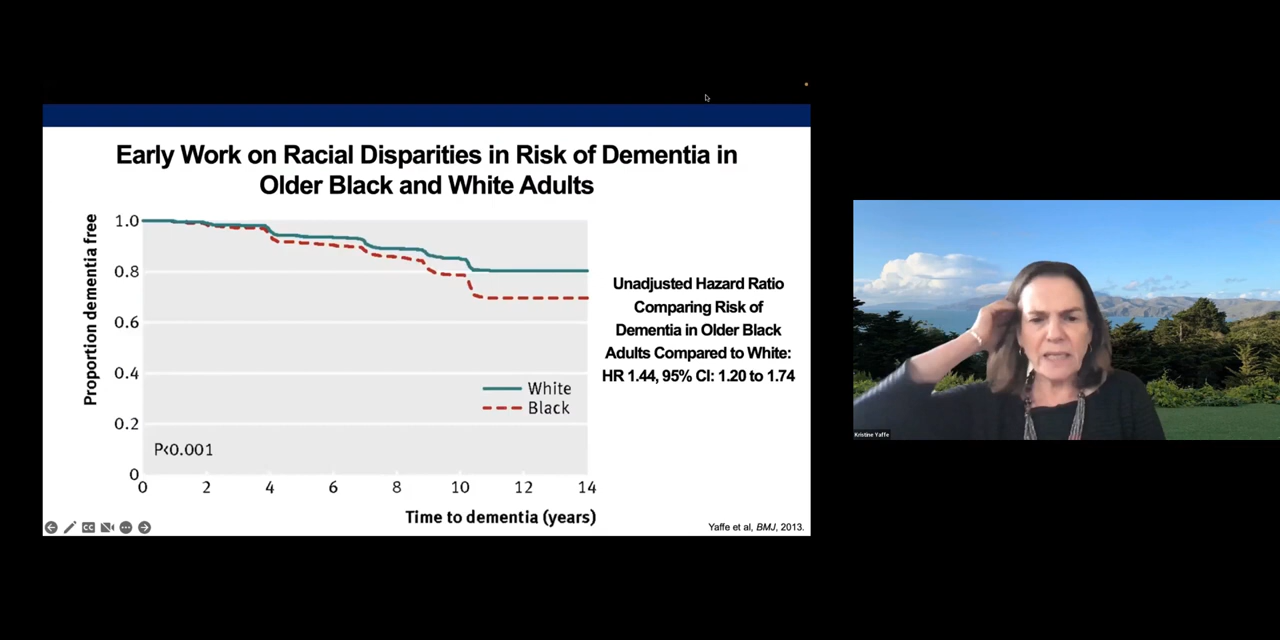 Early Work on Racial Disparities in Risk of Dementia in
Older Black and White Adults
Proportion dementia free
1.0
0.8
0.6
0.4
0.2
0
P<0.001
White
Black
0 2 4 6 8 10 12 14
Time to dementia (years)
Unadjusted Hazard Ratio
Comparing Risk of
Dementia in Older Black
Adults Compared to White:
HR 1.44, 95% CI: 1.20 to 1.74
CC
Yaffe et al, BMJ, 2013.
Kristine Yaffe